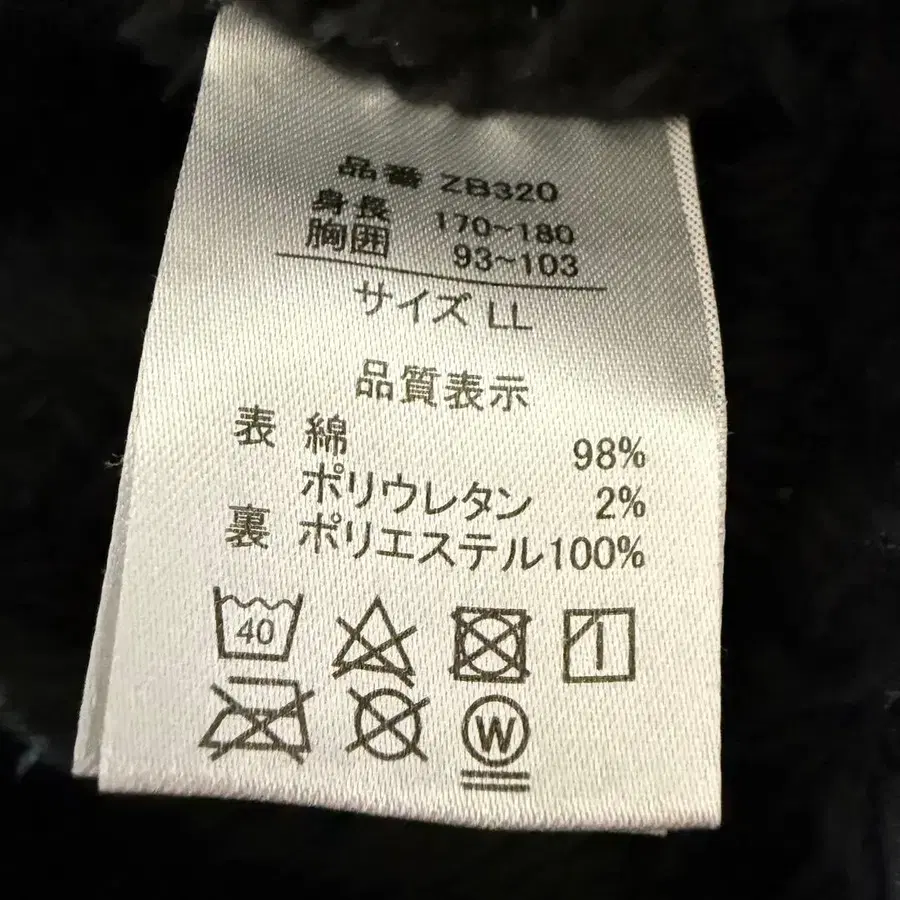 品番 ZB320
身長 170~180
胸囲 93~103
サイズ LL
品質表示
表 綿 98%
ポリウレタン 2%
裏 ポリエステル100%
40
W